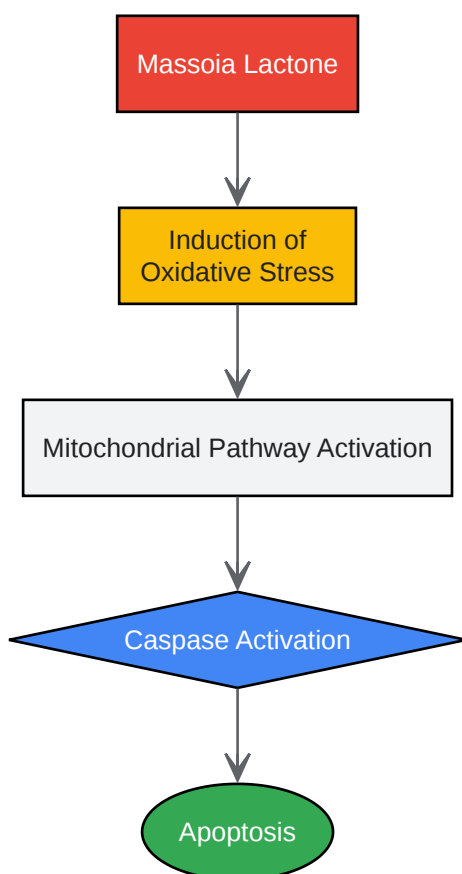 Massoia Lactone
Induction of
Oxidative Stress
Mitochondrial Pathway Activation
Caspase Activation
Apoptosis